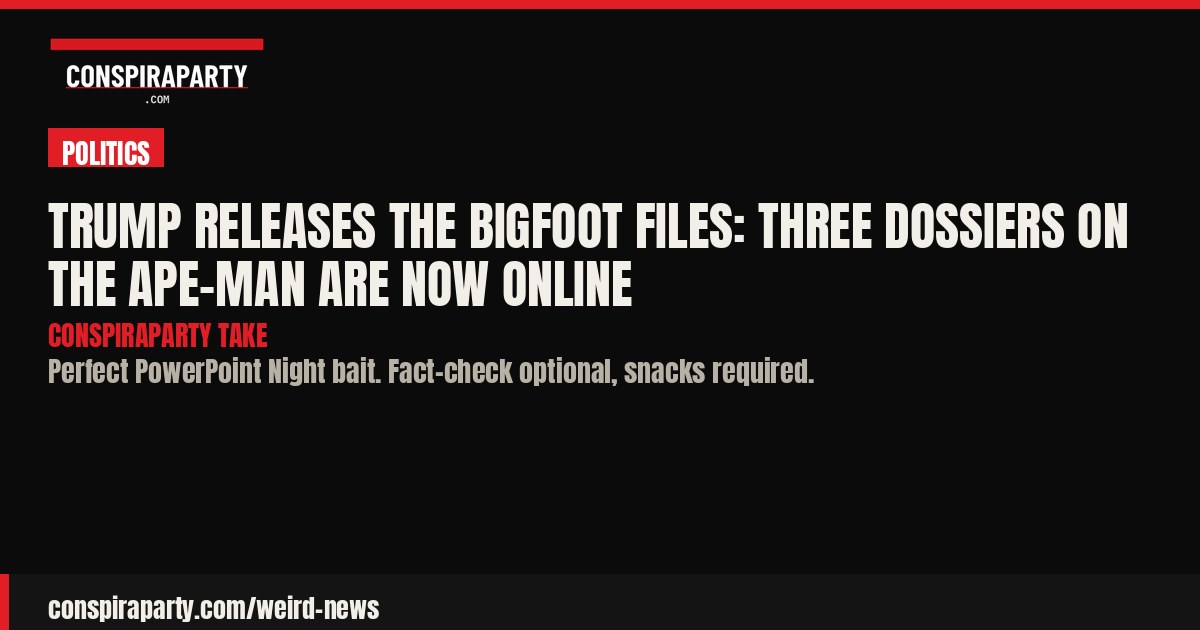 CONSPIRAPARTY
.COM
POLITICS
TRUMP RELEASES THE BIGFOOT FILES: THREE DOSSIERS ON
THE APE-MAN ARE NOW ONLINE
CONSPIRAPARTY TAKE
Perfect PowerPoint Night bait. Fact-check optional, snacks required.
conspiraparty.com/weird-news